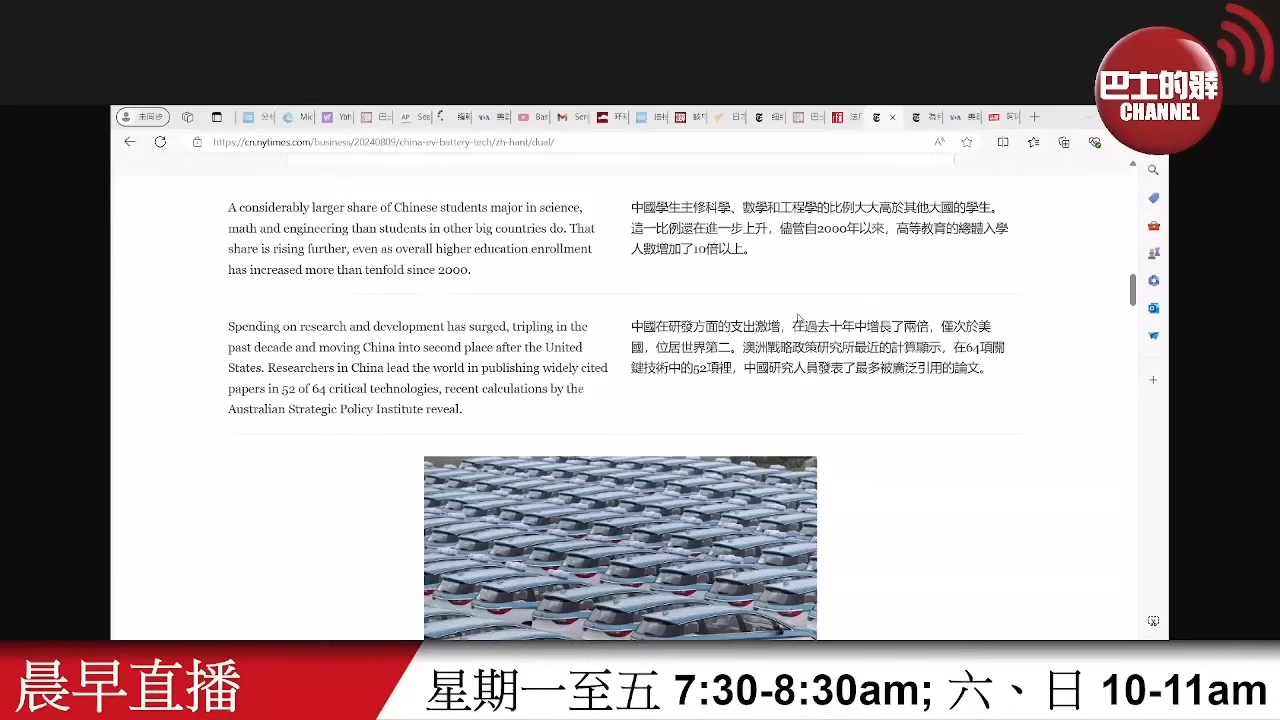 巴士的報
CHANNEL
未同步
https://cn.nytimes.com/business/20240809/china-ev-battery-tech/zh-hant/dual/
A considerably larger share of Chinese students major in science,
math and engineering than students in other big countries do. That
share is rising further, even as overall higher education enrollment
has increased more than tenfold since 2000.
中國學生主修科學、數學和工程學的比例大大高於其他大國的學生。
這一比例還在進一步上升，儘管自2000年以來，高等教育的總體入學
人數增加了10倍以上。
Spending on research and development has surged, tripling in the
past decade and moving China into second place after the United
States. Researchers in China lead the world in publishing widely cited
papers in 52 of 64 critical technologies, recent calculations by the
Australian Strategic Policy Institute reveal.
中國在研發方面的支出激增，在過去十年中增長了兩倍，僅次於美
國，位居世界第二。澳洲戰略政策研究所最近的計算顯示，在64項關
鍵技術中的52項裡，中國研究人員發表了最多被廣泛引用的論文。
晨早直播
星期一至五 7:30-8:30am; 六、日 10-11am